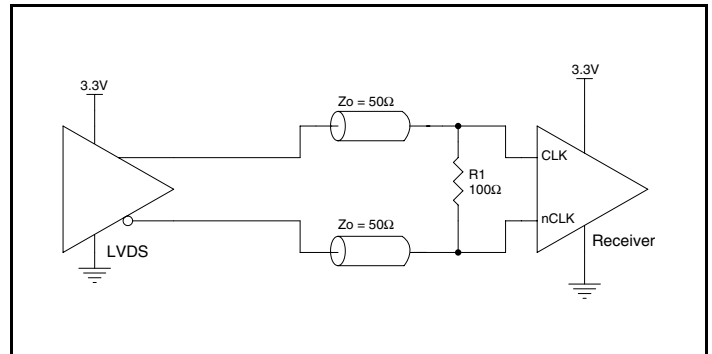 3.3V
3.3V
Zo = 50Ω
CLK
R1
100Ω
nCLK
Zo = 50Ω
LVDS
Receiver